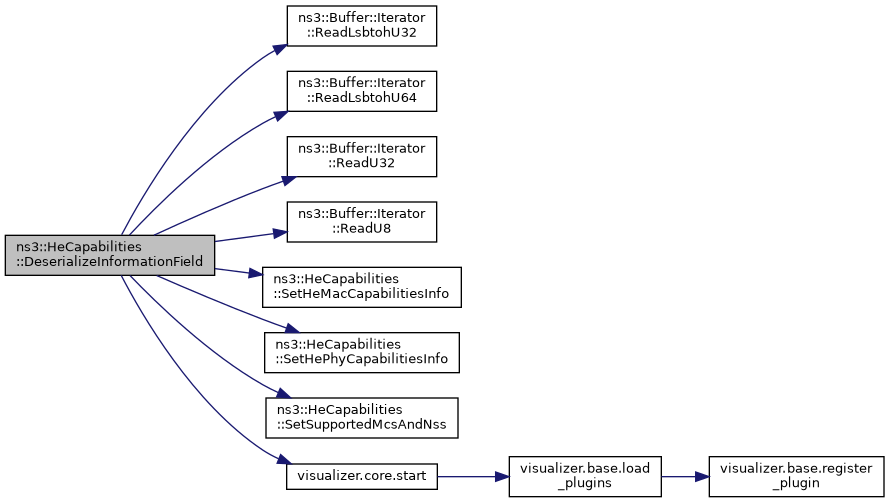 ns3::HeCapabilities
::DeserializeInformationField
ns3::Buffer::Iterator
::ReadLsbtohU32
ns3::Buffer::Iterator
::ReadLsbtohU64
ns3::Buffer::Iterator
::ReadU32
ns3::Buffer::Iterator
::ReadU8
ns3::HeCapabilities
::SetHeMacCapabilitiesInfo
ns3::HeCapabilities
::SetHePhyCapabilitiesInfo
ns3::HeCapabilities
::SetSupportedMcsAndNss
visualizer.core.start
visualizer.base.load
_plugins
visualizer.base.register
_plugin